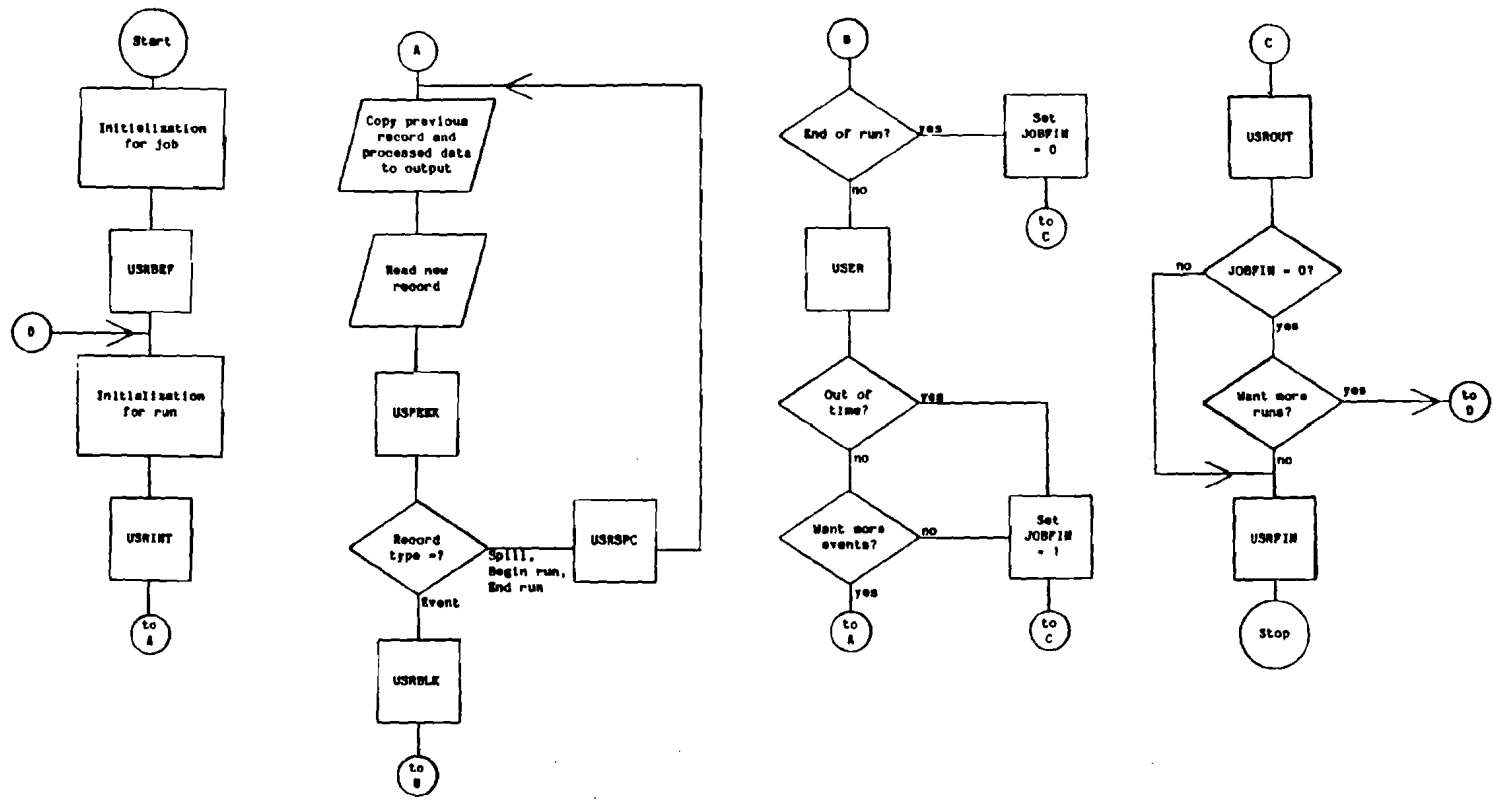 Start
Initialization
for job
USRBEF
D
Initialization
for run
USRINT
to
A
A
Copy previous
record and
processed data
to output
Read new
record
USPEEK
Record
type =?
Spill,
Begin run,
End run
USRSPC
Event
USRBLK
to
B
B
End of run?
yes
Set
JOBFIN
= 0
to
C
no
USER
Out of
time?
yes
no
Want more
events?
no
Set
JOBFIN
= 1
yes
to
A
to
C
C
USROUT
no
JOBFIN = 0?
yes
Want more
runs?
yes
to
D
no
USRFIN
Stop